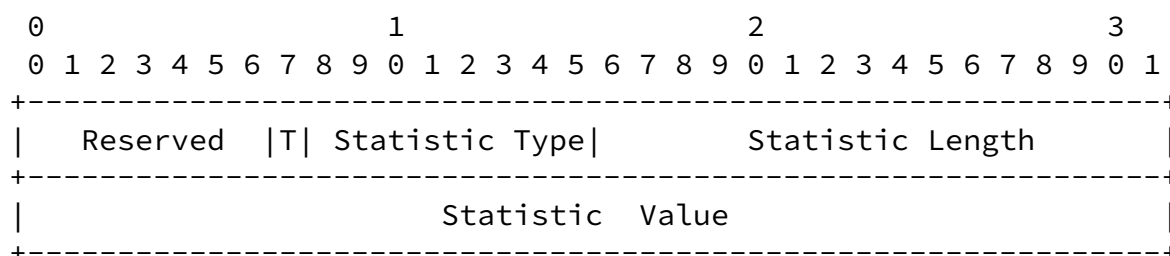 0                   1                   2                   3
 0 1 2 3 4 5 6 7 8 9 0 1 2 3 4 5 6 7 8 9 0 1 2 3 4 5 6 7 8 9 0 1
+---------------------------------------------------------------+
|   Reserved  |T| Statistic Type|        Statistic Length       |
+---------------------------------------------------------------+
|                       Statistic  Value                        |
+---------------------------------------------------------------+